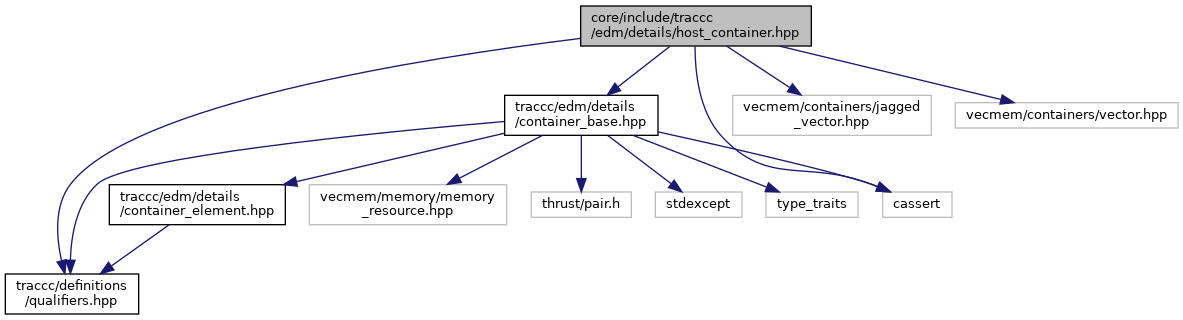 core/include/traccc
/edm/details/host_container.hpp
traccc/edm/details
/container_base.hpp
vecmem/containers/jagged
_vector.hpp
vecmem/containers/vector.hpp
traccc/edm/details
/container_element.hpp
vecmem/memory/memory
_resource.hpp
thrust/pair.h
stdexcept
type_traits
cassert
traccc/definitions
/qualifiers.hpp